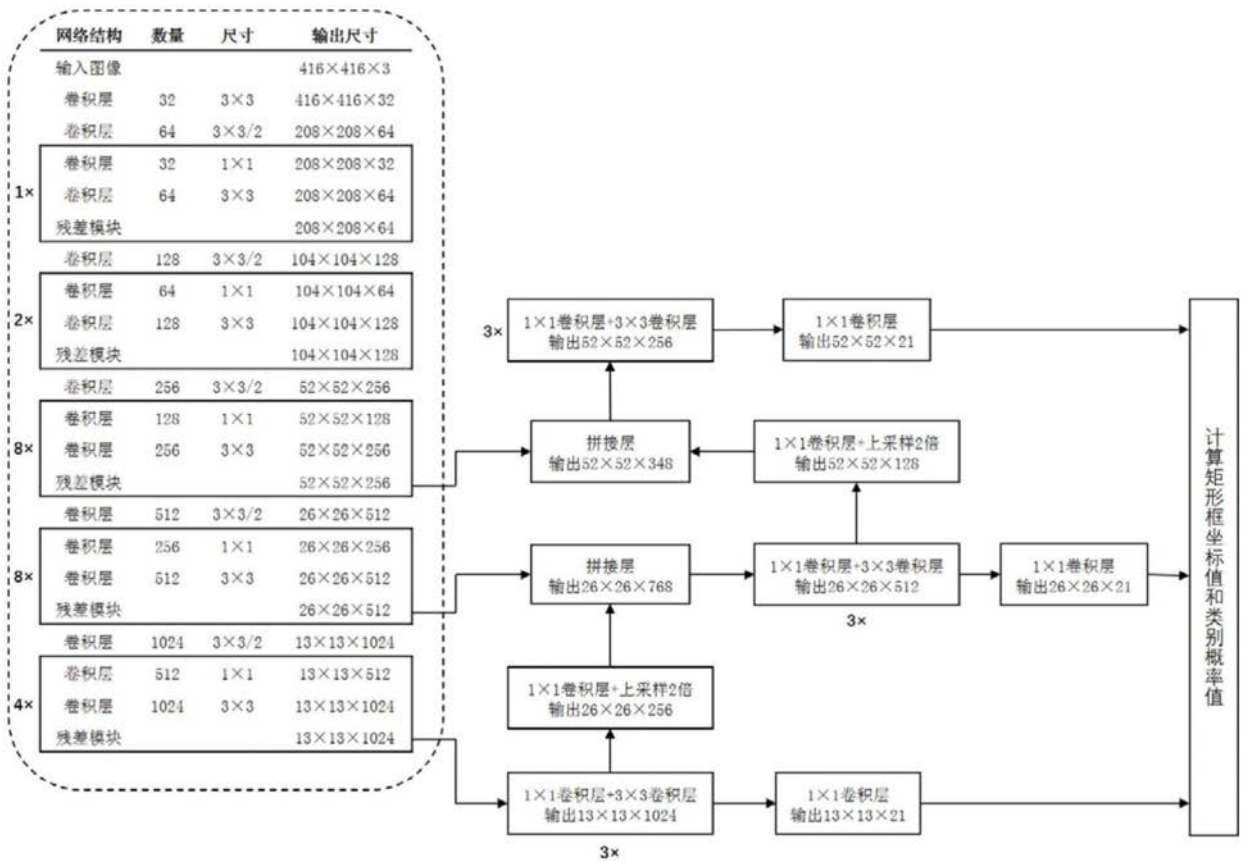 网络结构 数量 尺寸 输出尺寸
输入图像 416×416×3
卷积层 32 3×3 416×416×32
卷积层 64 3×3/2 208×208×64
1×
卷积层 32 1×1 208×208×32
卷积层 64 3×3 208×208×64
残差模块 208×208×64
卷积层 128 3×3/2 104×104×128
2×
卷积层 64 1×1 104×104×64
卷积层 128 3×3 104×104×128
残差模块 104×104×128
卷积层 256 3×3/2 52×52×256
8×
卷积层 128 1×1 52×52×128
卷积层 256 3×3 52×52×256
残差模块 52×52×256
卷积层 512 3×3/2 26×26×512
8×
卷积层 256 1×1 26×26×256
卷积层 512 3×3 26×26×512
残差模块 26×26×512
卷积层 1024 3×3/2 13×13×1024
4×
卷积层 512 1×1 13×13×512
卷积层 1024 3×3 13×13×1024
残差模块 13×13×1024
3×
1×1卷积层+3×3卷积层
输出52×52×256
1×1卷积层
输出52×52×21
拼接层
输出52×52×348
1×1卷积层+上采样2倍
输出52×52×128
拼接层
输出26×26×768
1×1卷积层+3×3卷积层
输出26×26×512
3×
1×1卷积层
输出26×26×21
1×1卷积层+上采样2倍
输出26×26×256
1×1卷积层+3×3卷积层
输出13×13×1024
3×
1×1卷积层
输出13×13×21
计算矩形框坐标值和类别概率值